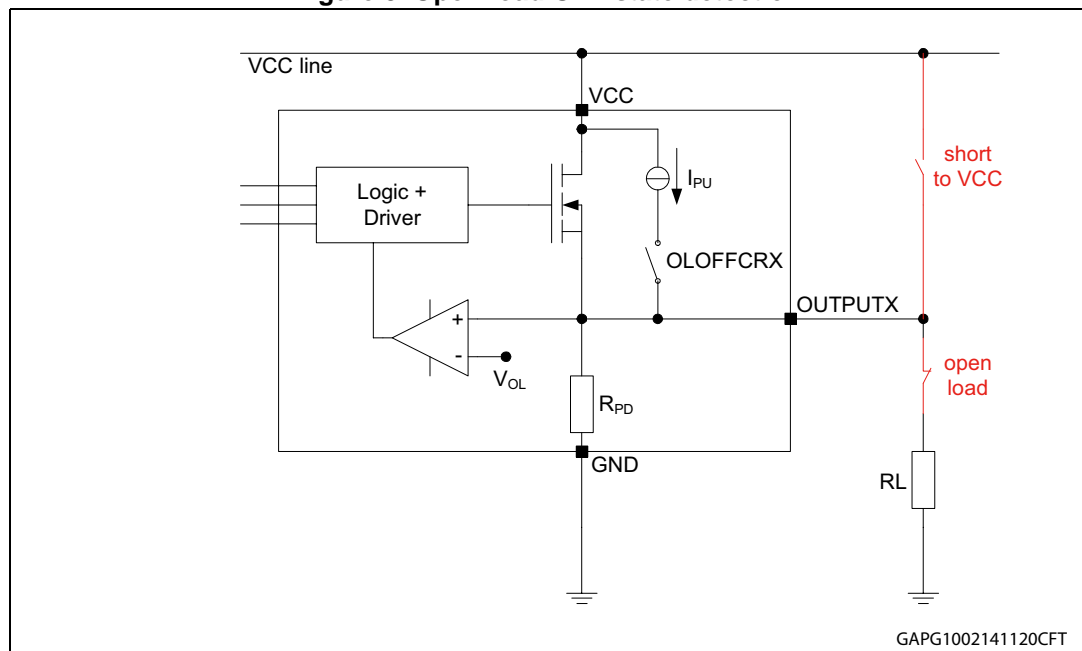 VCC line
VCC
short
to VCC
Logic +
Driver
IPU
OLOFFCRX
OUTPUTX
+
-
VOL
open
load
RPD
GND
RL
GAPG1002141120CFT